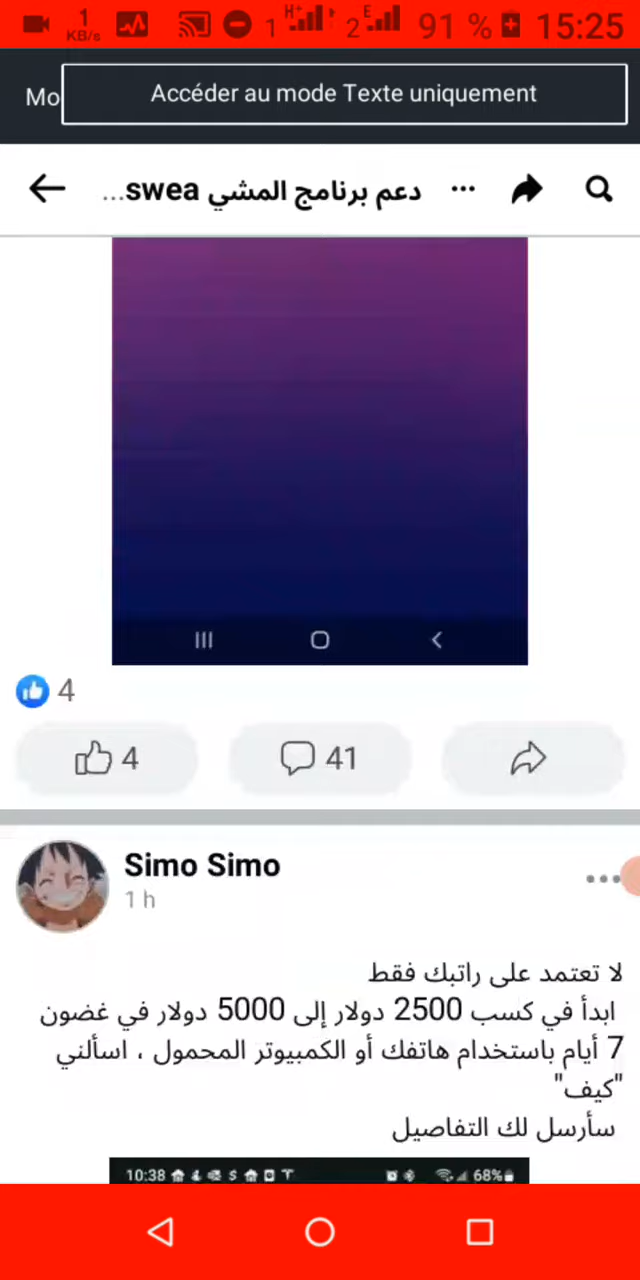 1 KB/s 1 H+ 2 E 91 % 15:25
Mo
Accéder au mode Texte uniquement
دعم برنامج المشي swea...
4
4 41
Simo Simo
1 h
لا تعتمد على راتبك فقط
ابدأ في كسب 2500 دولار إلى 5000 دولار في غضون
7 أيام باستخدام هاتفك أو الكمبيوتر المحمول ، اسألني
"كيف"
سأرسل لك التفاصيل
10:38 68%